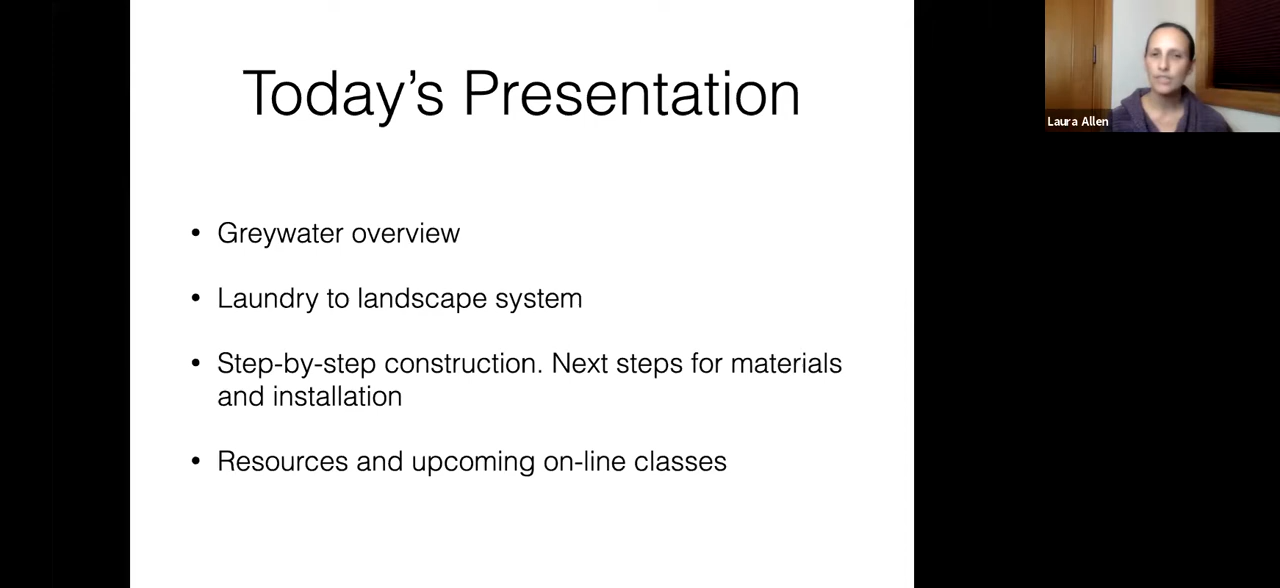 Today’s Presentation
Laura Allen
• Greywater overview
• Laundry to landscape system
• Step-by-step construction. Next steps for materials
and installation
• Resources and upcoming on-line classes